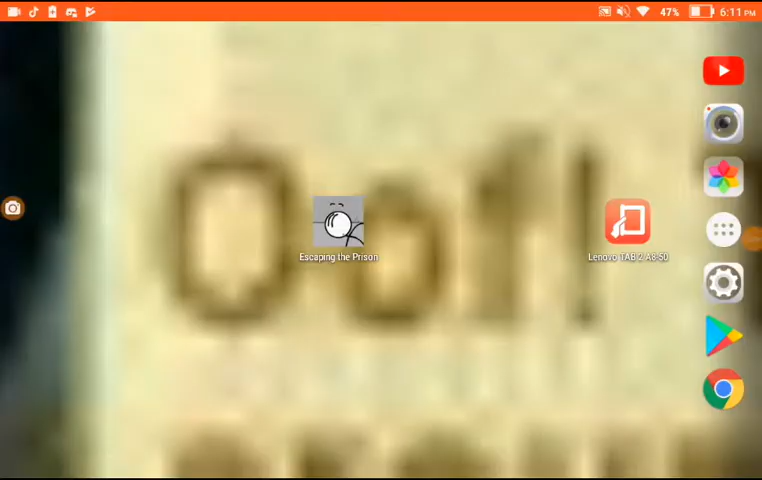 47% 6:11 PM
Oof!
Escaping the Prison
Lenovo TAB 2 A8-50